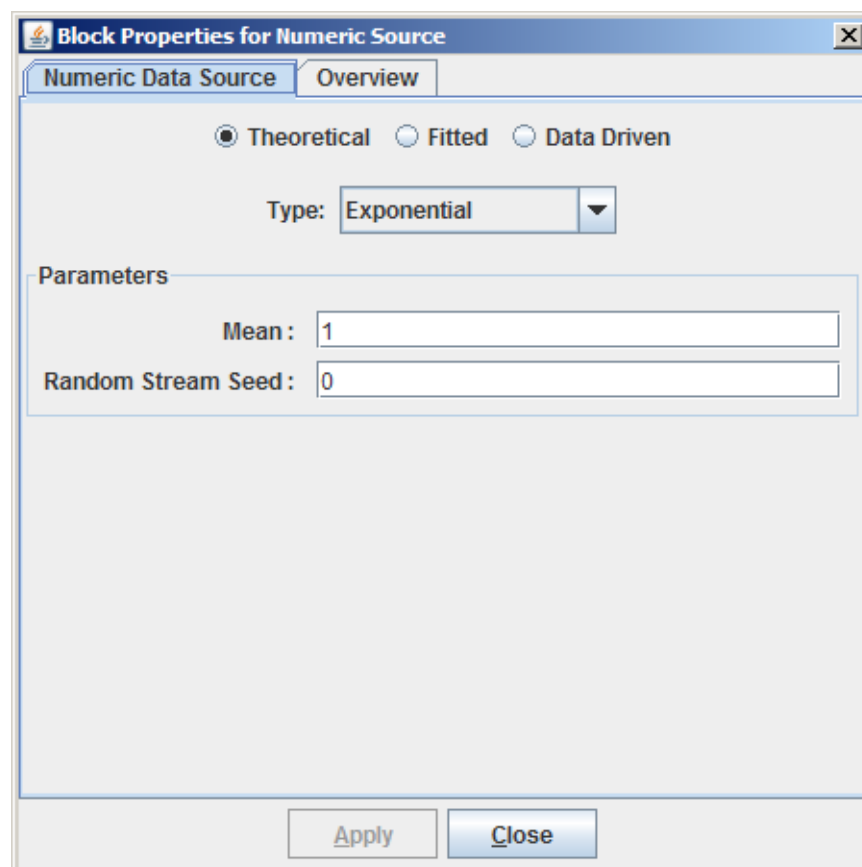 Block Properties for Numeric Source
Numeric Data Source Overview
Theoretical Fitted Data Driven
Type: Exponential
Parameters
Mean : 1
Random Stream Seed : 0
Apply Close